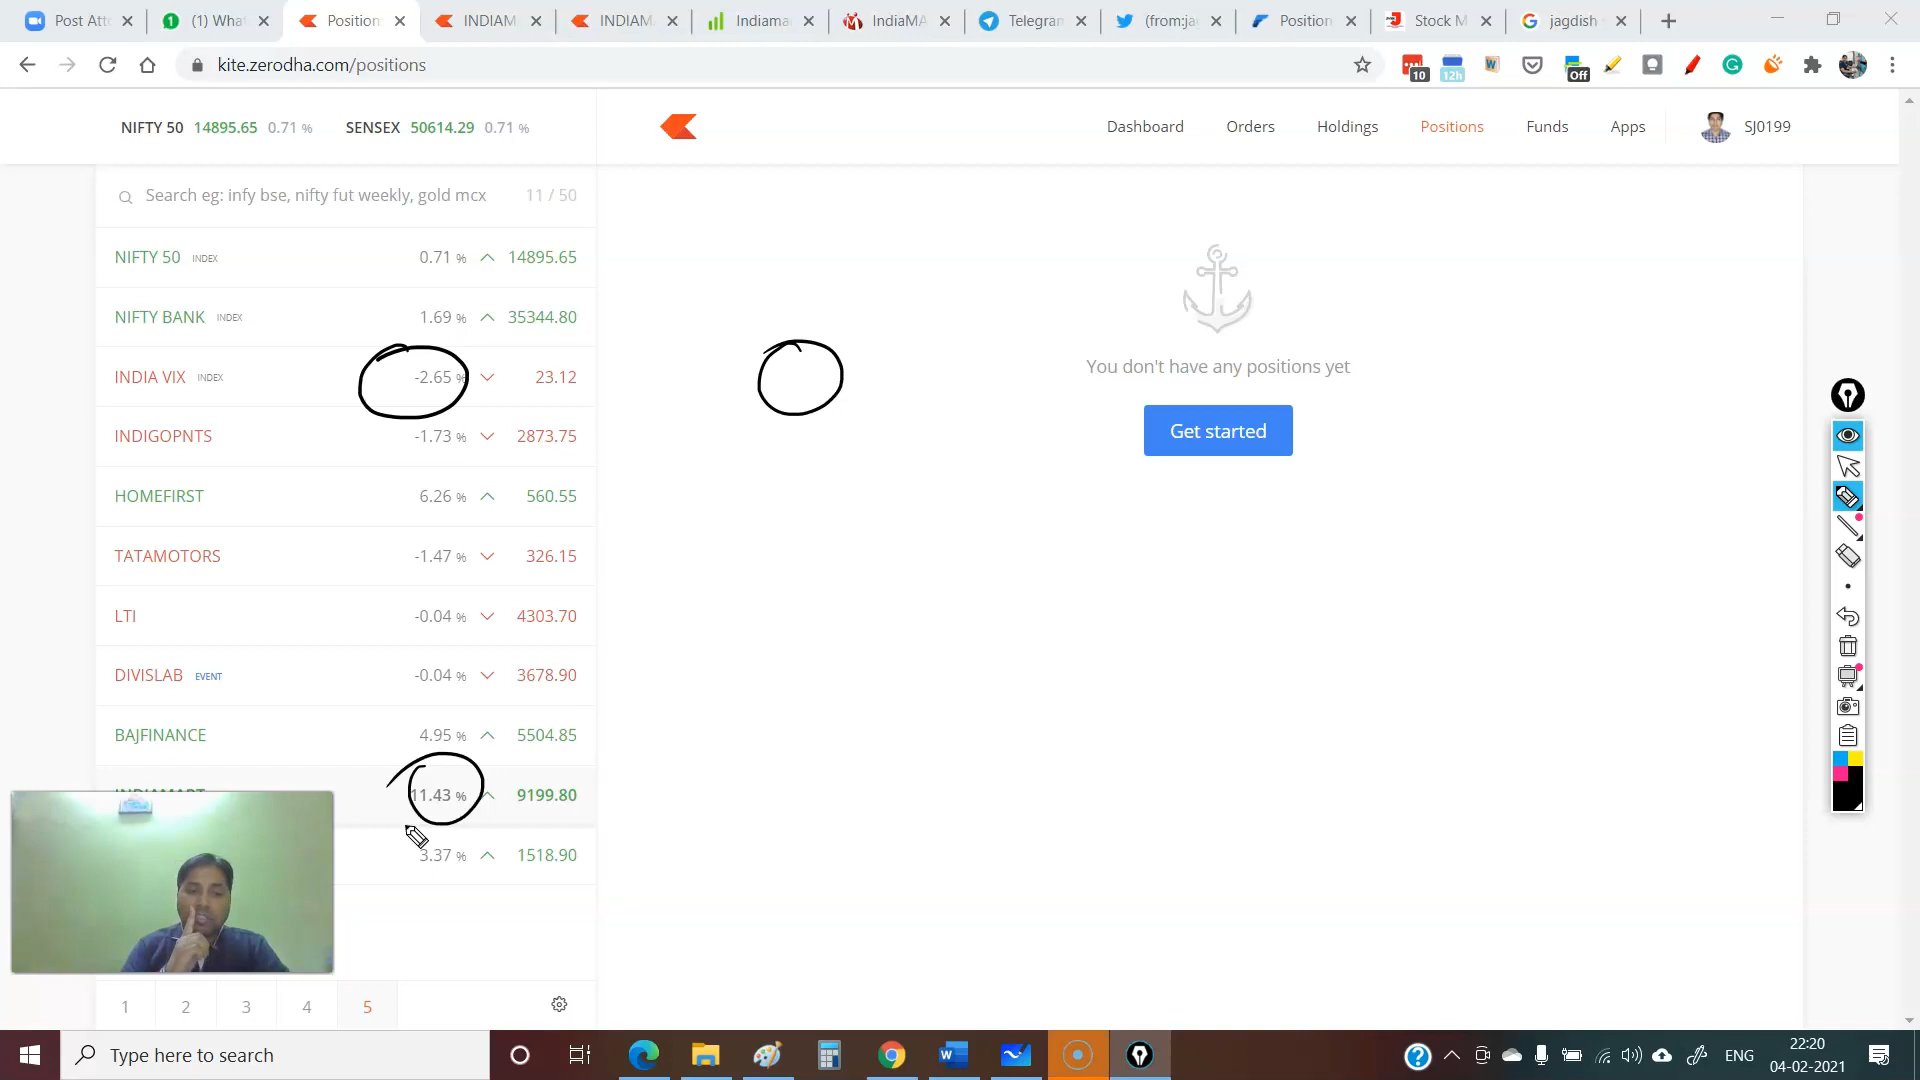 Post Att
(1) What
Position
INDIAM
INDIAM
Indiama
IndiaMA
Telegram
(from:ja
Position
Stock M
jagdish
kite.zerodha.com/positions
10
12h
Off
NIFTY 50 14895.65 0.71 % SENSEX 50614.29 0.71 %
Dashboard Orders Holdings Positions Funds Apps SJ0199
Search eg: infy bse, nifty fut weekly, gold mcx 11 / 50
NIFTY 50 INDEX 0.71 % 14895.65
NIFTY BANK INDEX 1.69 % 35344.80
INDIA VIX INDEX -2.65 % 23.12
INDIGOPNTS -1.73 % 2873.75
HOMEFIRST 6.26 % 560.55
TATAMOTORS -1.47 % 326.15
LTI -0.04 % 4303.70
DIVISLAB EVENT -0.04 % 3678.90
BAJFINANCE 4.95 % 5504.85
INDIAMART 11.43 % 9199.80
3.37 % 1518.90
You don't have any positions yet
Get started
1 2 3 4 5
Type here to search
ENG
22:20
04-02-2021